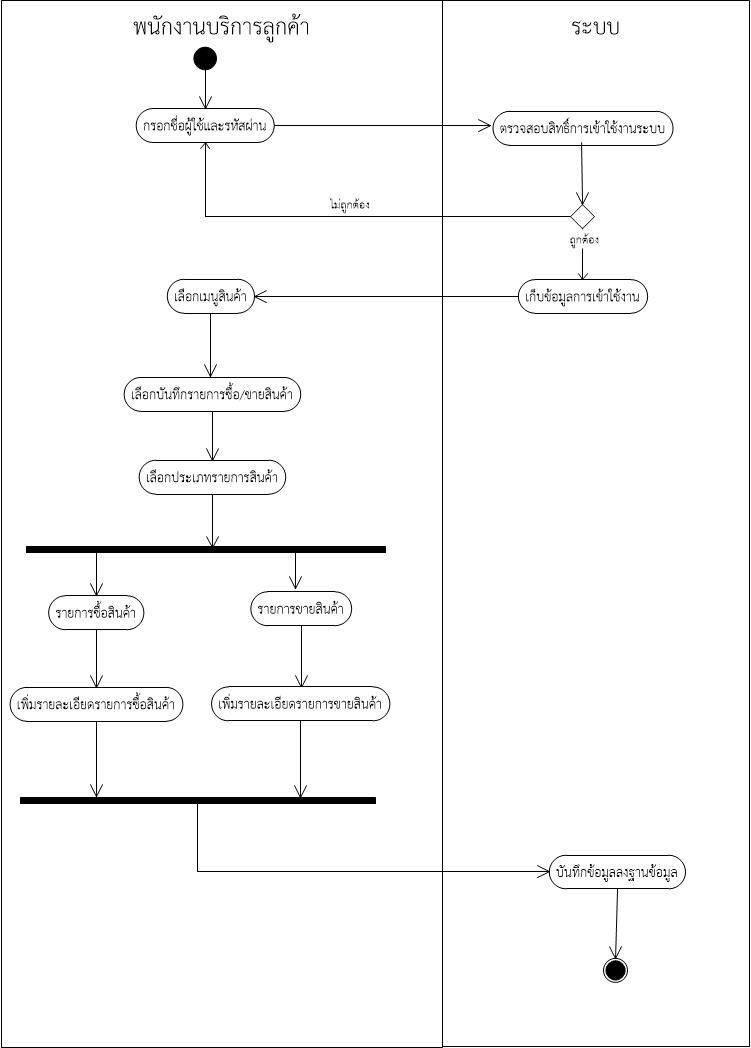 พนักงานบริการลูกค้า
ระบบ
กรอกชื่อผู้ใช้และรหัสผ่าน
ตรวจสอบสิทธิ์การเข้าใช้งานระบบ
ไม่ถูกต้อง
ถูกต้อง
เลือกเมนูสินค้า
เก็บข้อมูลการเข้าใช้งาน
เลือกบันทึกรายการซื้อ/ขายสินค้า
เลือกประเภทรายการสินค้า
รายการซื้อสินค้า
รายการขายสินค้า
เพิ่มรายละเอียดรายการซื้อสินค้า
เพิ่มรายละเอียดรายการขายสินค้า
บันทึกข้อมูลลงฐานข้อมูล